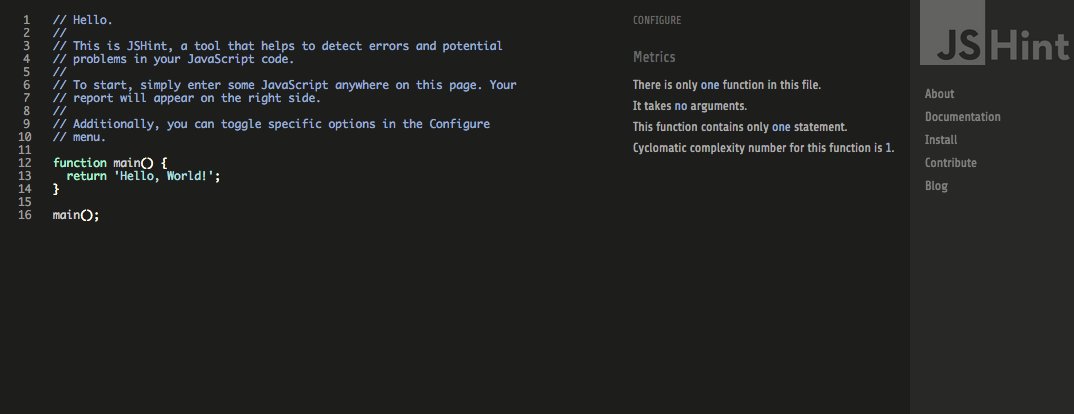 1 // Hello.
2 //
3 // This is JSHint, a tool that helps to detect errors and potential
4 // problems in your JavaScript code.
5 //
6 // To start, simply enter some JavaScript anywhere on this page. Your
7 // report will appear on the right side.
8 //
9 // Additionally, you can toggle specific options in the Configure
10 // menu.
11
12 function main() {
13   return 'Hello, World!';
14 }
15
16 main();
CONFIGURE
Metrics
There is only one function in this file.
It takes no arguments.
This function contains only one statement.
Cyclomatic complexity number for this function is 1.
JSHint
About
Documentation
Install
Contribute
Blog